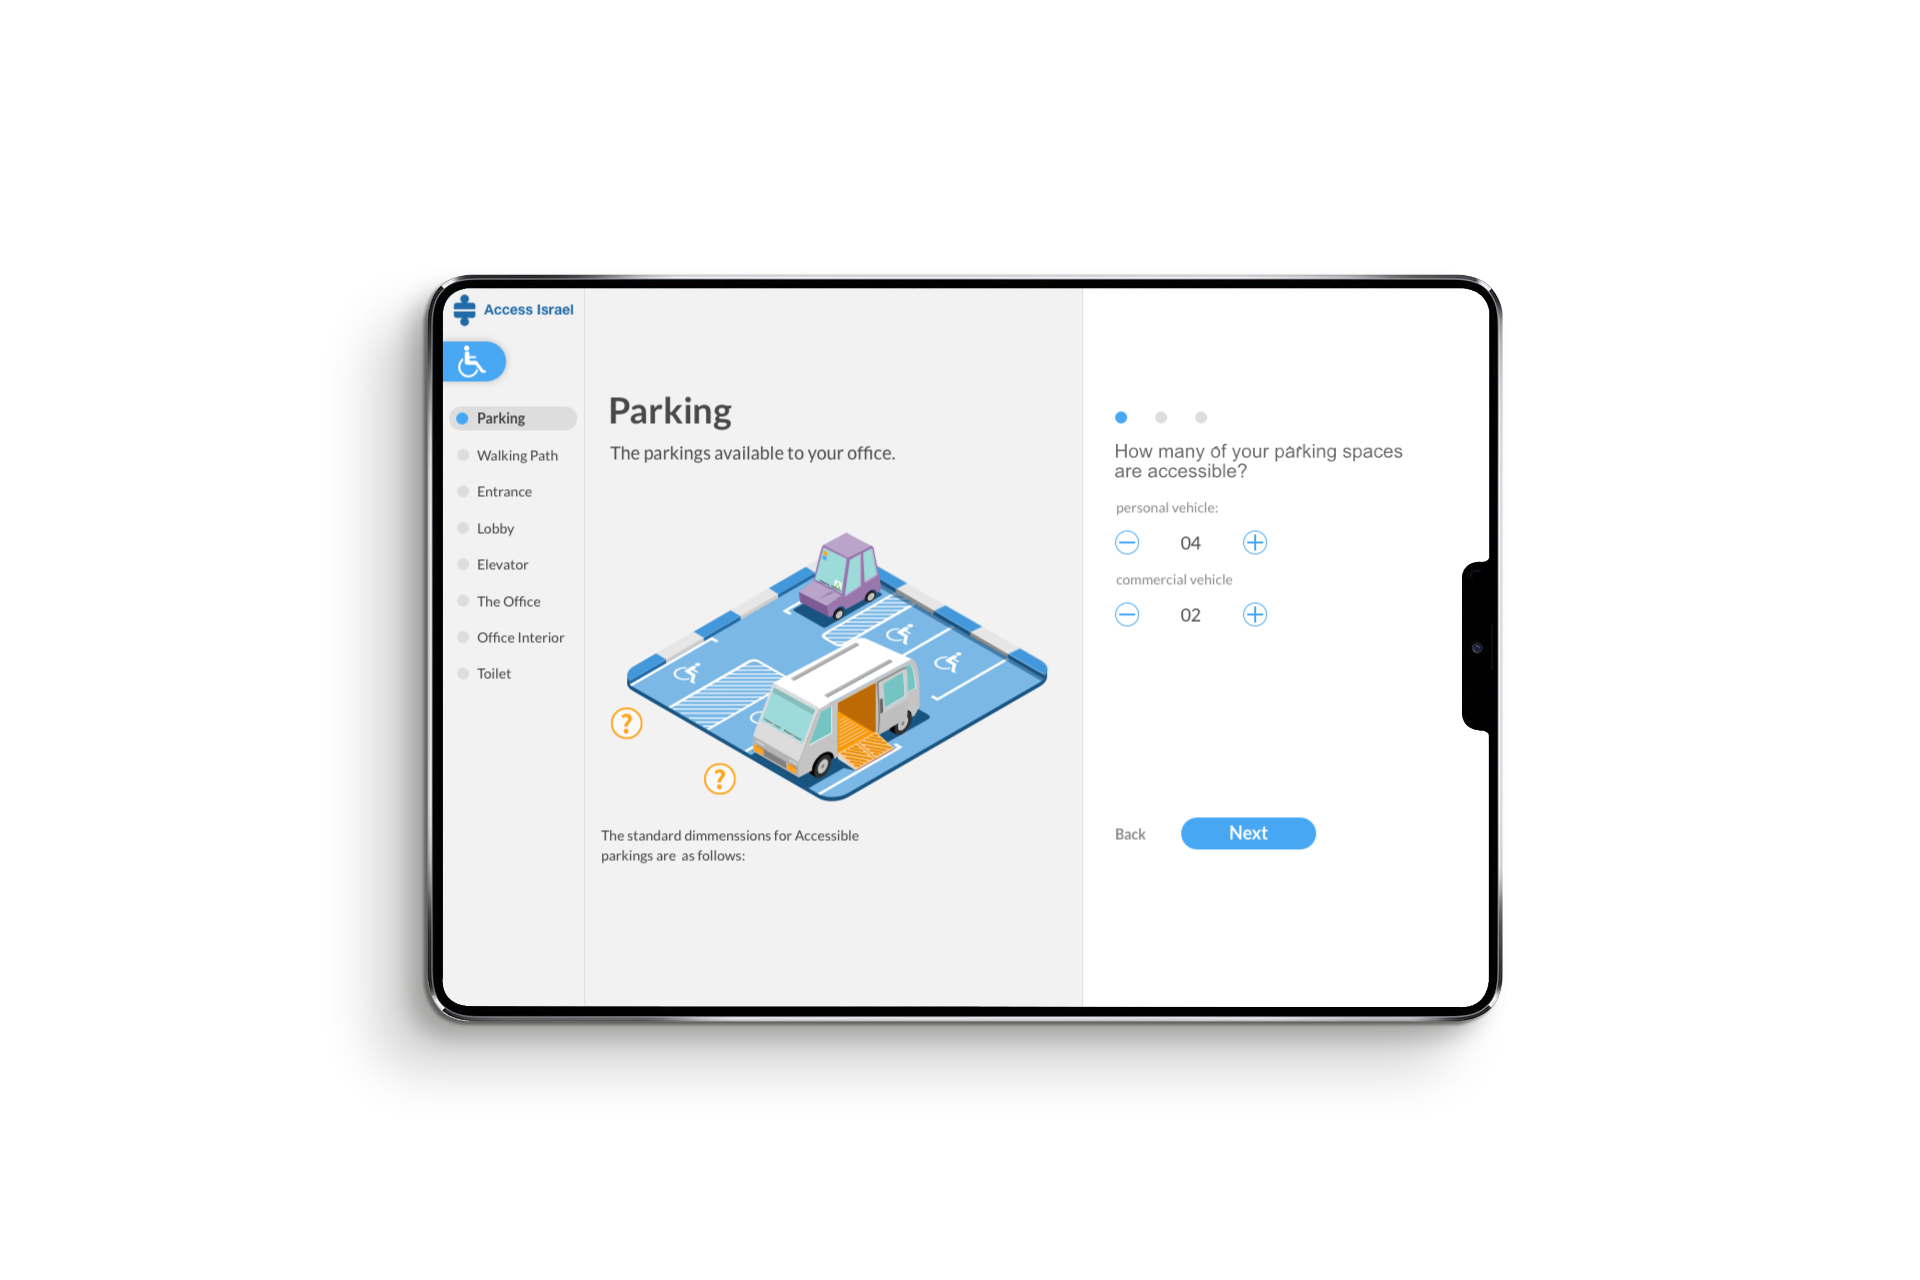 Access Israel
Parking
Walking Path
Entrance
Lobby
Elevator
The Office
Office Interior
Toilet
Parking
The parkings available to your office.
?
?
The standard dimmenssions for Accessible
parkings are as follows:
How many of your parking spaces
are accessible?
personal vehicle:
04
commercial vehicle
02
Back
Next